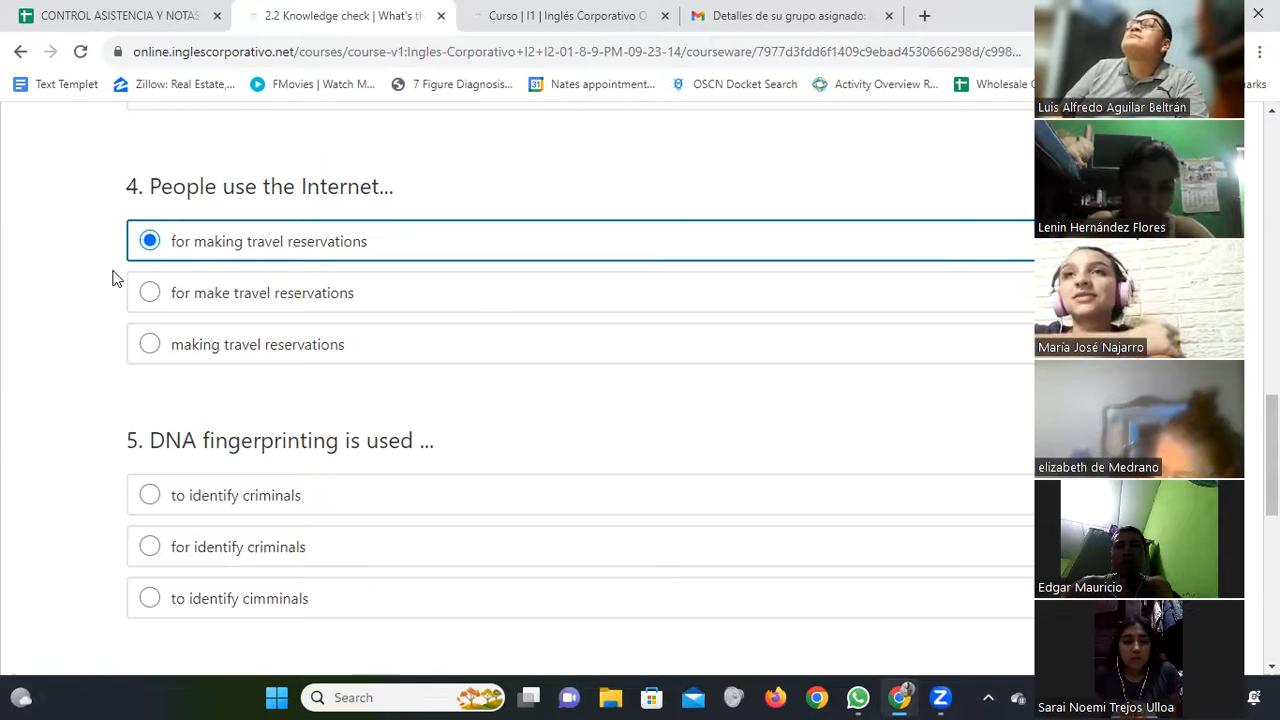 CONTROL ASISTENCIA Y NOTAS
2.2 Knowledge check | What's th
Curso | I1 | Inglés Corporativo O
Detalles de su grupo asignado:
online.inglescorporativo.net/courses/course-v1:Ingles-Corporativo+I2+I2-01-8-9-PM-09-23-14/courseware/7977d3fdd6f1409c9abad4530666298d/c998...
Text Templet
Zillow: Real Estate,...
FMovies | Watch M...
7 Figure Diagnosis...
Nates appointment...
OSCN Docket Search
Activity Overview R...
Wholesale
marks
4. People use the Internet...
for making travel reservations
for make travel reservations
making travel reservations
5. DNA fingerprinting is used ...
to identify criminals
for identify criminals
to identify cimminals
Luis Alfredo Aguilar Beltrán
Lenin Hernández Flores
María José Najarro
elizabeth de Medrano
Edgar Mauricio
Sarai Noemi Trejos Ulloa
Search